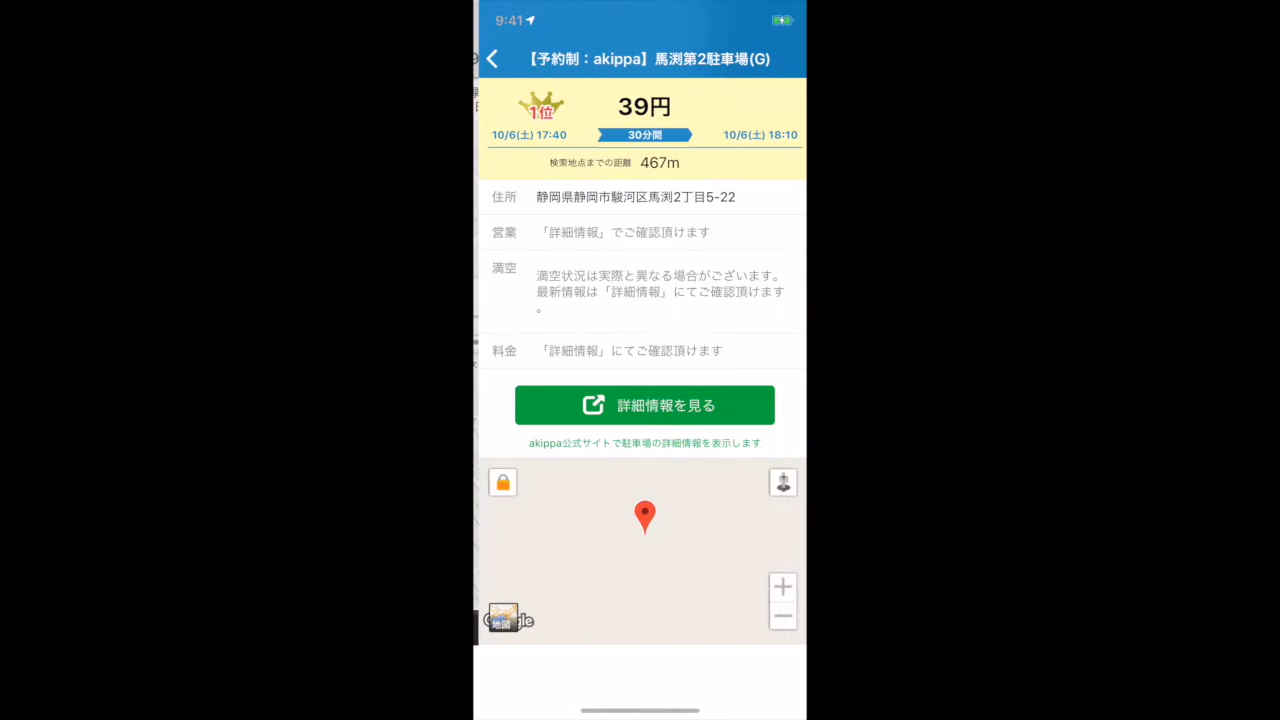 9:41
【予約制：akippa】馬渕第2駐車場(G)
1位
39円
10/6(土) 17:40
30分間
10/6(土) 18:10
検索地点までの距離 467m
住所 静岡県静岡市駿河区馬渕2丁目5-22
営業 「詳細情報」でご確認頂けます
満空
満空状況は実際と異なる場合がございます。
最新情報は「詳細情報」にてご確認頂けます
。
料金 「詳細情報」にてご確認頂けます
詳細情報を見る
akippa公式サイトで駐車場の詳細情報を表示します
地図